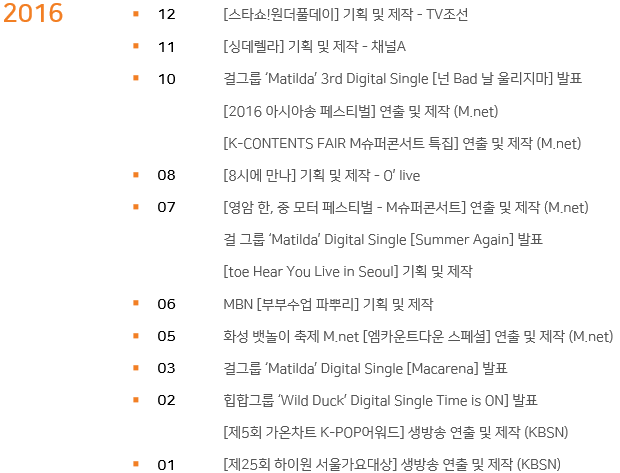 2016
12 [스타쇼!원더풀데이] 기획 및 제작 - TV조선
11 [싱데렐라] 기획 및 제작 - 채널A
10 걸그룹 ‘Matilda’ 3rd Digital Single [넌 Bad 날 울리지마] 발표
[2016 아시아송 페스티벌] 연출 및 제작 (M.net)
[K-CONTENTS FAIR M슈퍼콘서트 특집] 연출 및 제작 (M.net)
08 [8시에 만나] 기획 및 제작 - O’ live
07 [영암 한, 중 모터 페스티벌 - M슈퍼콘서트] 연출 및 제작 (M.net)
걸 그룹 ‘Matilda’ Digital Single [Summer Again] 발표
[toe Hear You Live in Seoul] 기획 및 제작
06 MBN [부부수업 파뿌리] 기획 및 제작
05 화성 뱃놀이 축제 M.net [엠카운트다운 스페셜] 연출 및 제작 (M.net)
03 걸그룹 ‘Matilda’ Digital Single [Macarena] 발표
02 힙합그룹 ‘Wild Duck’ Digital Single Time is ON] 발표
[제5회 가온차트 K-POP어워드] 생방송 연출 및 제작 (KBSN)
01 [제25회 하이원 서울가요대상] 생방송 연출 및 제작 (KBSN)